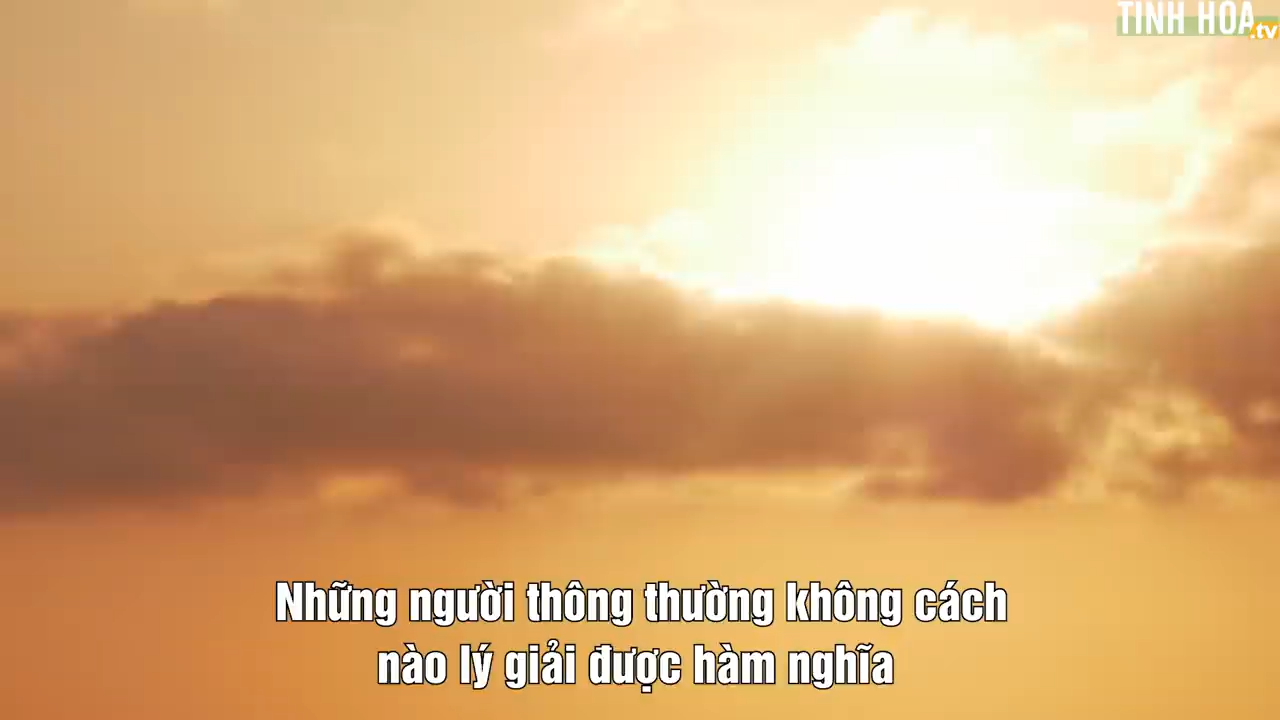 TINH HOA
.tv
Những người thông thường không cách
nào lý giải được hàm nghĩa